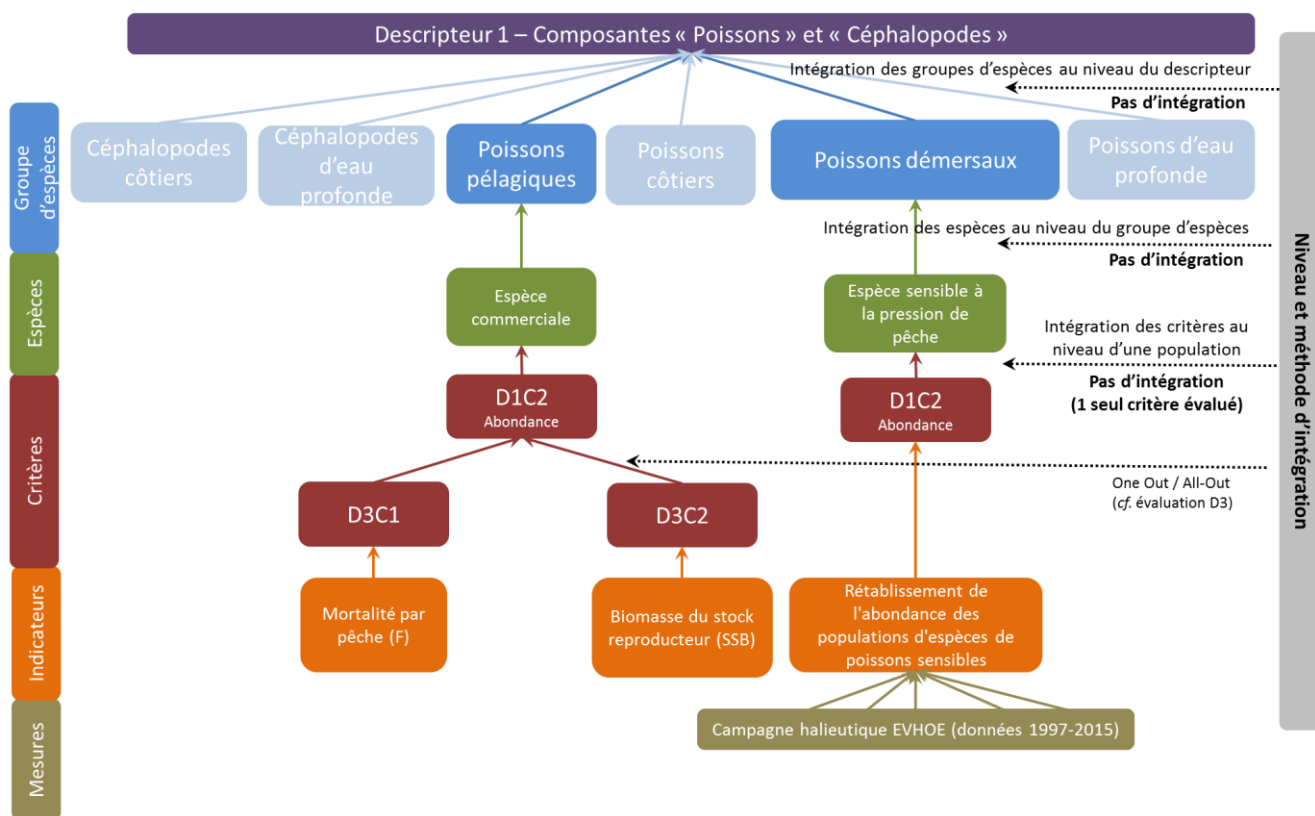 Descripteur 1 – Composantes « Poissons » et « Céphalopodes »
Intégration des groupes d'espèces au niveau du descripteur
Pas d'intégration
Groupe
d'espèces
Céphalopodes
côtiers
Céphalopodes
d'eau
profonde
Poissons
pélagiques
Poissons
côtiers
Poissons démersaux
Poissons d'eau
profonde
Intégration des espèces au niveau du groupe d'espèces
Pas d'intégration
Espèces
Espèce
commerciale
Espèce sensible à
la pression de
pêche
Intégration des critères au
niveau d'une population
Pas d'intégration
(1 seul critère évalué)
Critères
D1C2
Abondance
D1C2
Abondance
One Out / All-Out
(cf. évaluation D3)
D3C1
D3C2
Indicateurs
Mortalité par
pêche (F)
Biomasse du stock
reproducteur (SSB)
Rétablissement de
l'abondance des
populations d'espèces de
poissons sensibles
Mesures
Campagne halieutique EVHOE (données 1997-2015)
Niveau et méthode d'intégration